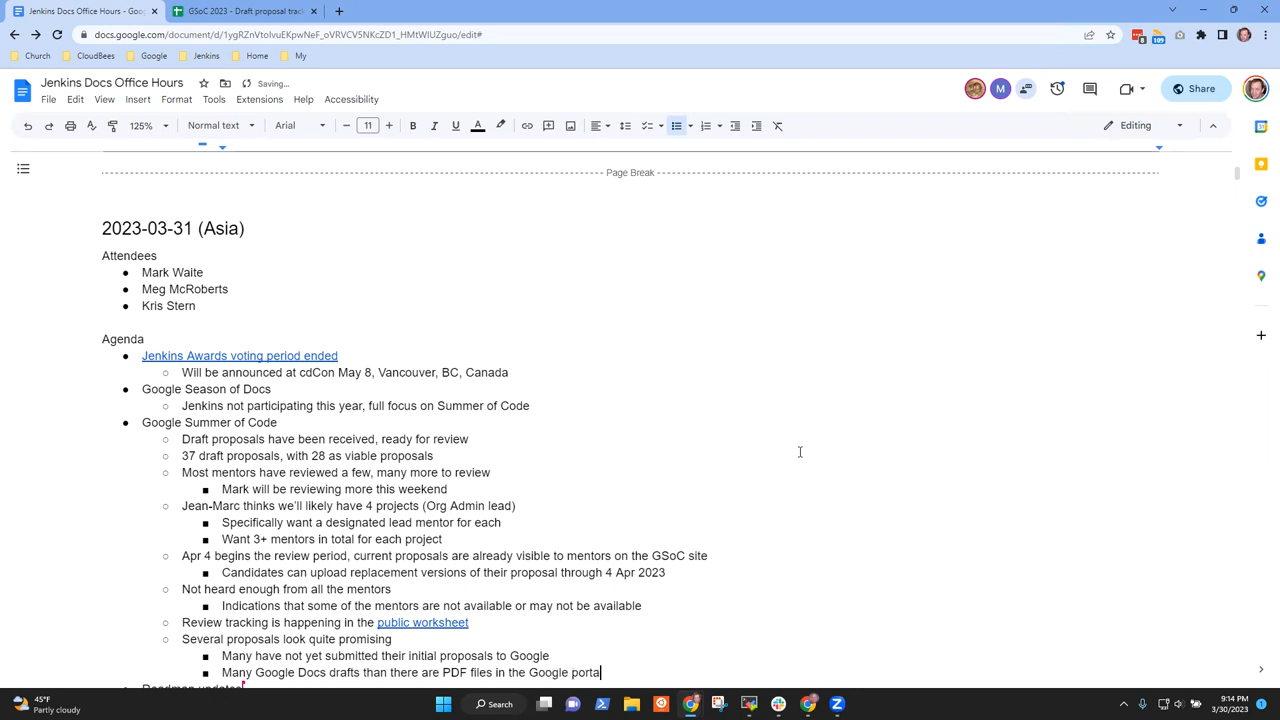 Jenkins Docs Office Hours - Goo
GSoC 2023 - Draft proposal track
docs.google.com/document/d/1ygRZnVtoIvuEKpwNeF_oVRVCV5NKcZD1_HMtWIUZguo/edit#
Church
CloudBees
Google
Jenkins
Home
My
Jenkins Docs Office Hours
Saving...
File Edit View Insert Format Tools Extensions Help Accessibility
M
Share
125%
Normal text
Arial
11
Editing
Page Break
2023-03-31 (Asia)
Attendees
● Mark Waite
● Meg McRoberts
● Kris Stern
Agenda
● Jenkins Awards voting period ended
○ Will be announced at cdCon May 8, Vancouver, BC, Canada
● Google Season of Docs
○ Jenkins not participating this year, full focus on Summer of Code
● Google Summer of Code
○ Draft proposals have been received, ready for review
○ 37 draft proposals, with 28 as viable proposals
○ Most mentors have reviewed a few, many more to review
■ Mark will be reviewing more this weekend
○ Jean-Marc thinks we'll likely have 4 projects (Org Admin lead)
■ Specifically want a designated lead mentor for each
■ Want 3+ mentors in total for each project
○ Apr 4 begins the review period, current proposals are already visible to mentors on the GSoC site
■ Candidates can upload replacement versions of their proposal through 4 Apr 2023
○ Not heard enough from all the mentors
■ Indications that some of the mentors are not available or may not be available
○ Review tracking is happening in the public worksheet
○ Several proposals look quite promising
■ Many have not yet submitted their initial proposals to Google
■ Many Google Docs drafts than there are PDF files in the Google porta
● Roadmap updates
45°F
Partly cloudy
Search
9:14 PM
3/30/2023